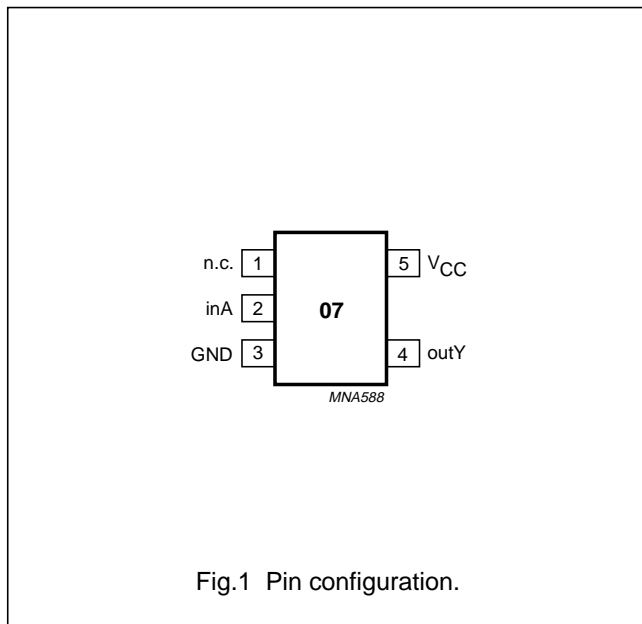 n.c. 1
5 VCC
inA 2
07
GND 3
4 outY
MNA588
Fig.1 Pin configuration.